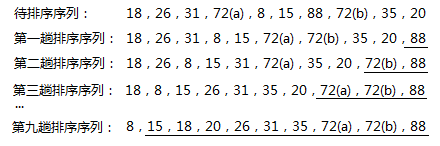 待排序序列： 18，26，31，72(a)，8，15，88，72(b)，35，20
第一趟排序序列： 18，26，31，8，15，72(a)，72(b)，35，20，88
第二趟排序序列： 18，26，8，15，31，72(a)，35，20，72(b)，88
第三趟排序序列： 18，8，15，26，31，35，20，72(a)，72(b)，88
...
第九趟排序序列： 8，15，18，20，26，31，35，72(a)，72(b)，88